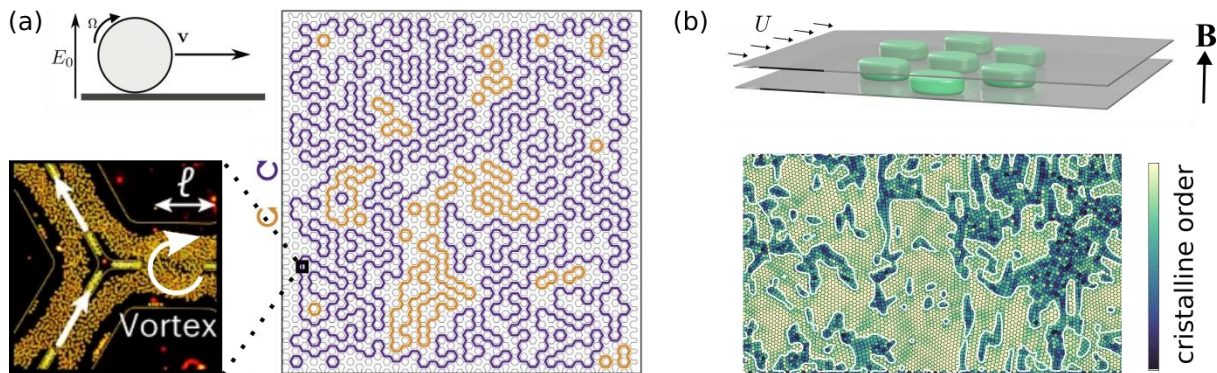 (a)
Ω
v
E₀
ℓ
Vortex
(b)
U
B
cristalline order